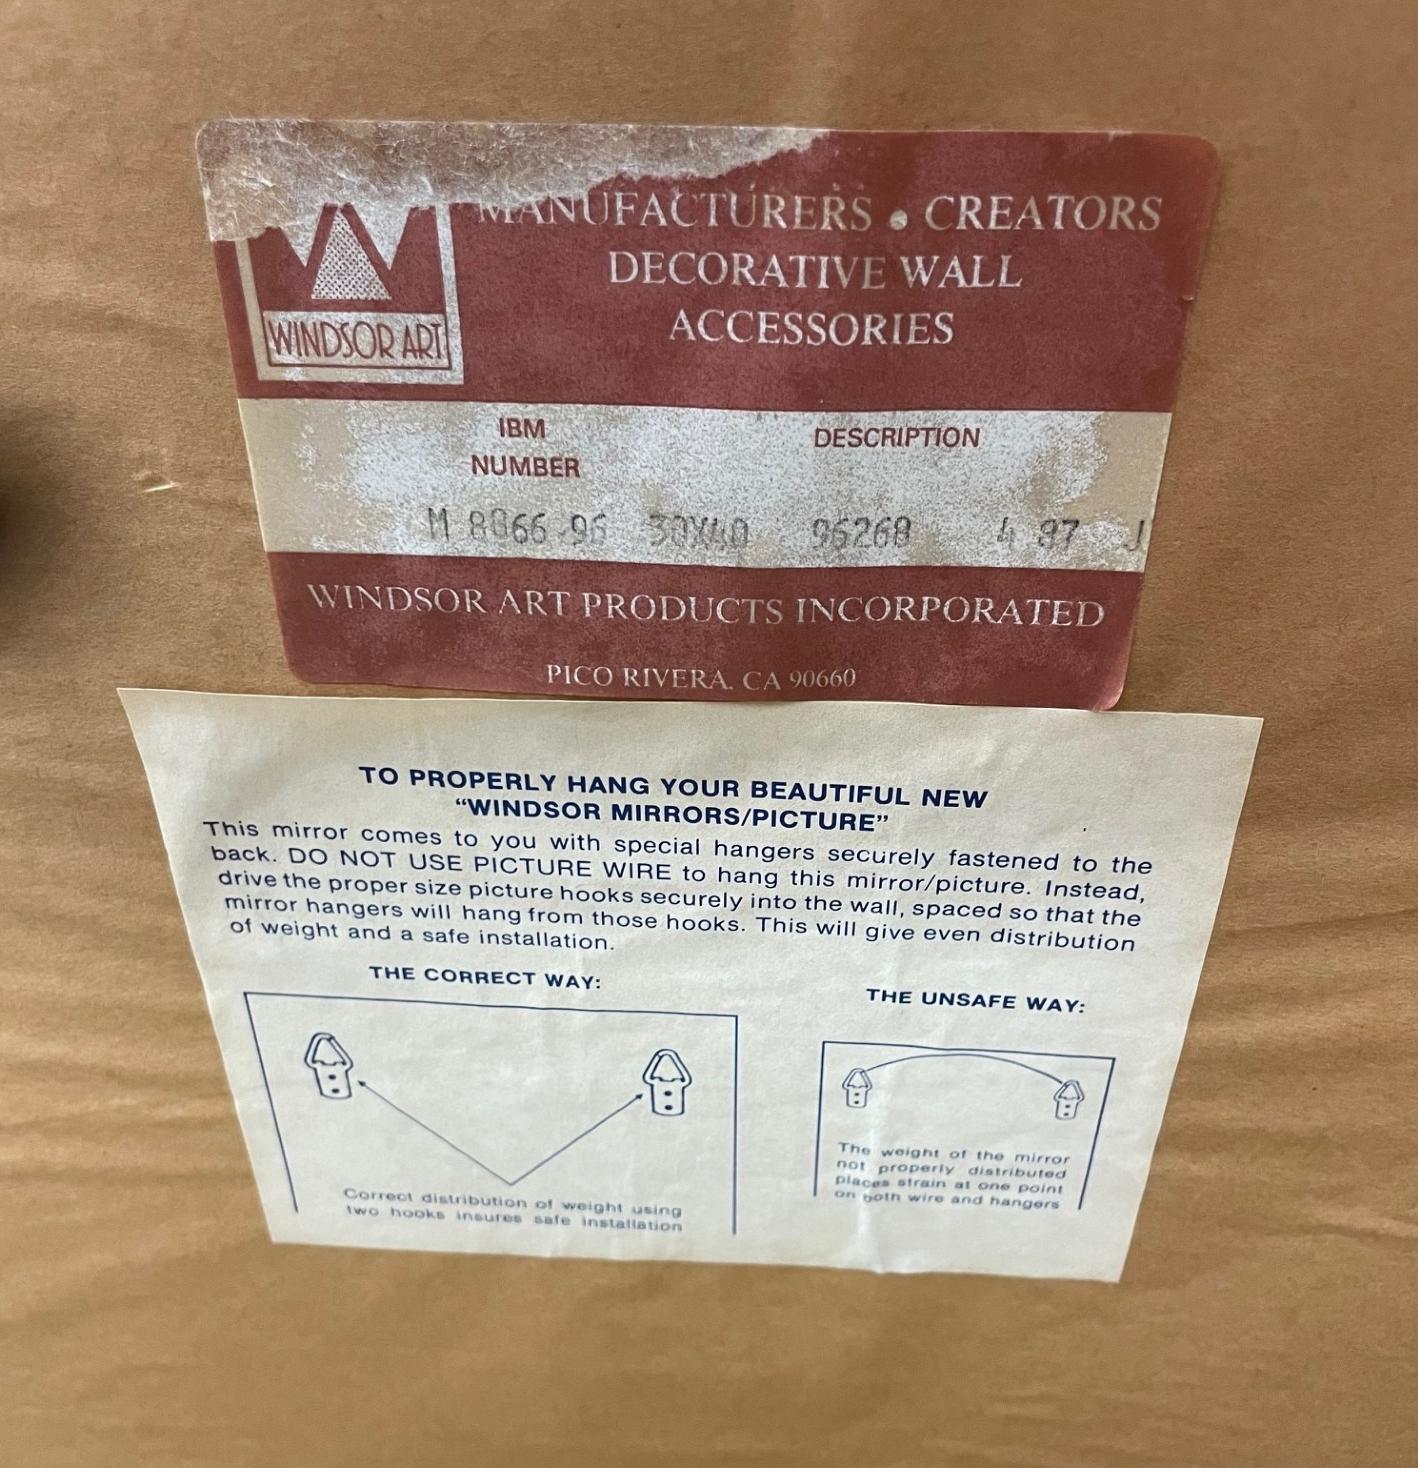 MANUFACTURERS • CREATORS
DECORATIVE WALL
ACCESSORIES
WINDSOR ART
IBM
NUMBER
DESCRIPTION
M 8066-96 30X40 96268 4 87 J
WINDSOR ART PRODUCTS INCORPORATED
PICO RIVERA, CA 90660
TO PROPERLY HANG YOUR BEAUTIFUL NEW
“WINDSOR MIRRORS/PICTURE”
This mirror comes to you with special hangers securely fastened to the
back. DO NOT USE PICTURE WIRE to hang this mirror/picture. Instead,
drive the proper size picture hooks securely into the wall, spaced so that the
mirror hangers will hang from those hooks. This will give even distribution
of weight and a safe installation.
THE CORRECT WAY:
Correct distribution of weight using
two hooks insures safe installation
THE UNSAFE WAY:
The weight of the mirror
not properly distributed
places strain at one point
on both wire and hangers